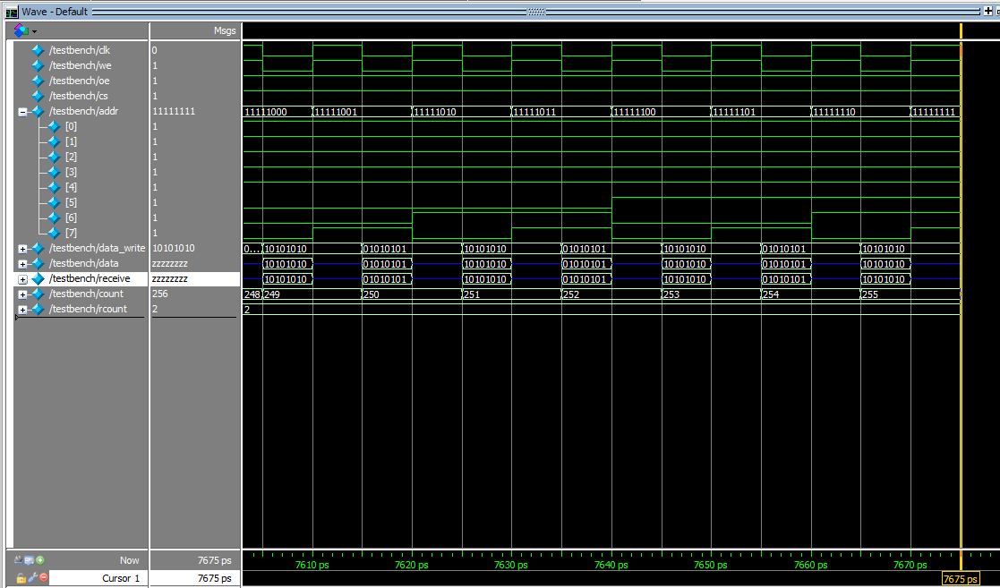 Wave - Default
Msgs
/testbench/clk 0
/testbench/we 1
/testbench/oe 1
/testbench/cs 1
/testbench/addr 11111111 11111000 11111001 11111010 11111011 11111100 11111101 11111110 11111111
[0] 1
[1] 1
[2] 1
[3] 1
[4] 1
[5] 1
[6] 1
[7] 1
/testbench/data_write 10101010 0... 10101010 01010101 10101010 01010101 10101010 01010101 10101010
/testbench/data zzzzzzzz 10101010 01010101 10101010 01010101 10101010 01010101 10101010
/testbench/receive zzzzzzzz 10101010 01010101 10101010 01010101 10101010 01010101 10101010
/testbench/count 256 248 249 250 251 252 253 254 255
/testbench/rcount 2 2
Now 7675 ps 7610 ps 7620 ps 7630 ps 7640 ps 7650 ps 7660 ps 7670 ps
Cursor 1 7675 ps 7675 ps